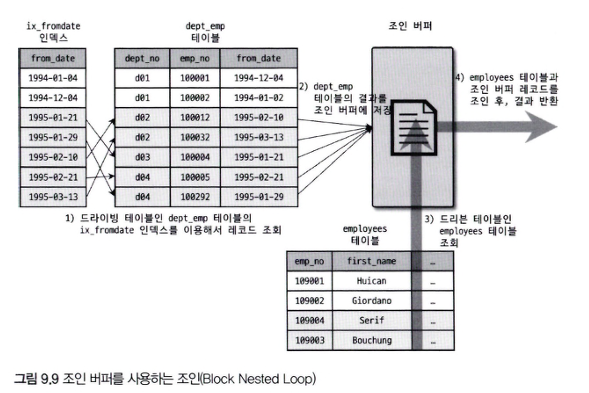 ix_fromdate
인덱스
from_date
1994-01-04
1994-12-04
1995-01-21
1995-01-29
1995-02-10
1995-02-21
1995-03-13
dept_emp
테이블
dept_no emp_no from_date
d01 100001 1994-12-04
d01 100002 1994-01-02
d02 100012 1995-02-10
d02 100032 1995-03-13
d03 100004 1995-01-21
d04 100005 1995-02-21
d04 100292 1995-01-29
1) 드라이빙 테이블인 dept_emp 테이블의
ix_fromdate 인덱스를 이용해서 레코드 조회
2) dept_emp
테이블의 결과를
조인 버퍼에 저장
조인 버퍼
4) employees 테이블과
조인 버퍼 레코드를
조인 후, 결과 반환
3) 드리븐 테이블인
employees 테이블
조회
employees
테이블
emp_no first_name …
109001 Huican …
109002 Giordano …
109004 Serif …
109003 Bouchung …
그림 9.9 조인 버퍼를 사용하는 조인(Block Nested Loop)